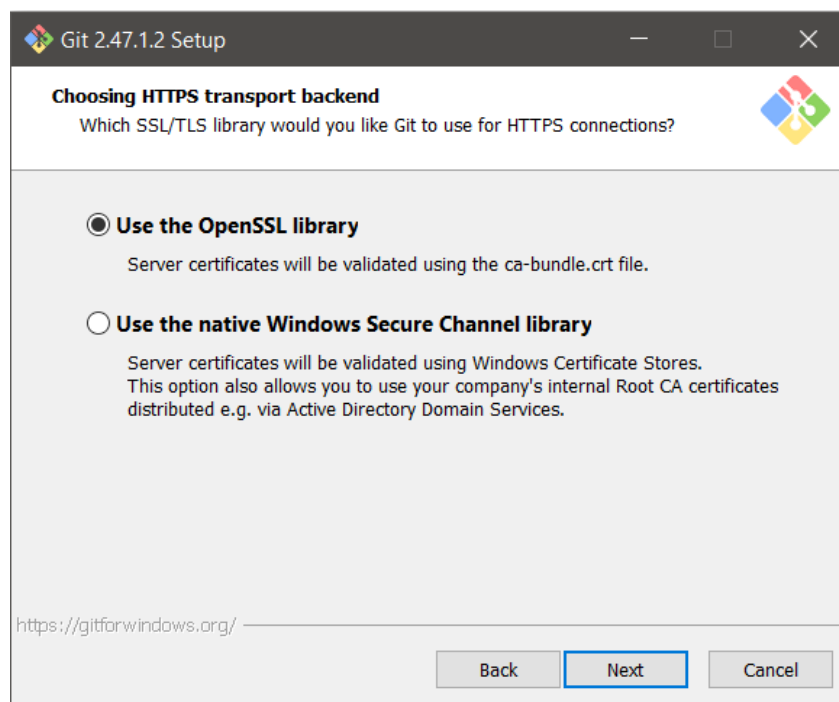 Git 2.47.1.2 Setup
Choosing HTTPS transport backend
Which SSL/TLS library would you like Git to use for HTTPS connections?
Use the OpenSSL library
Server certificates will be validated using the ca-bundle.crt file.
Use the native Windows Secure Channel library
Server certificates will be validated using Windows Certificate Stores.
This option also allows you to use your company's internal Root CA certificates
distributed e.g. via Active Directory Domain Services.
https://gitforwindows.org/
Back Next Cancel